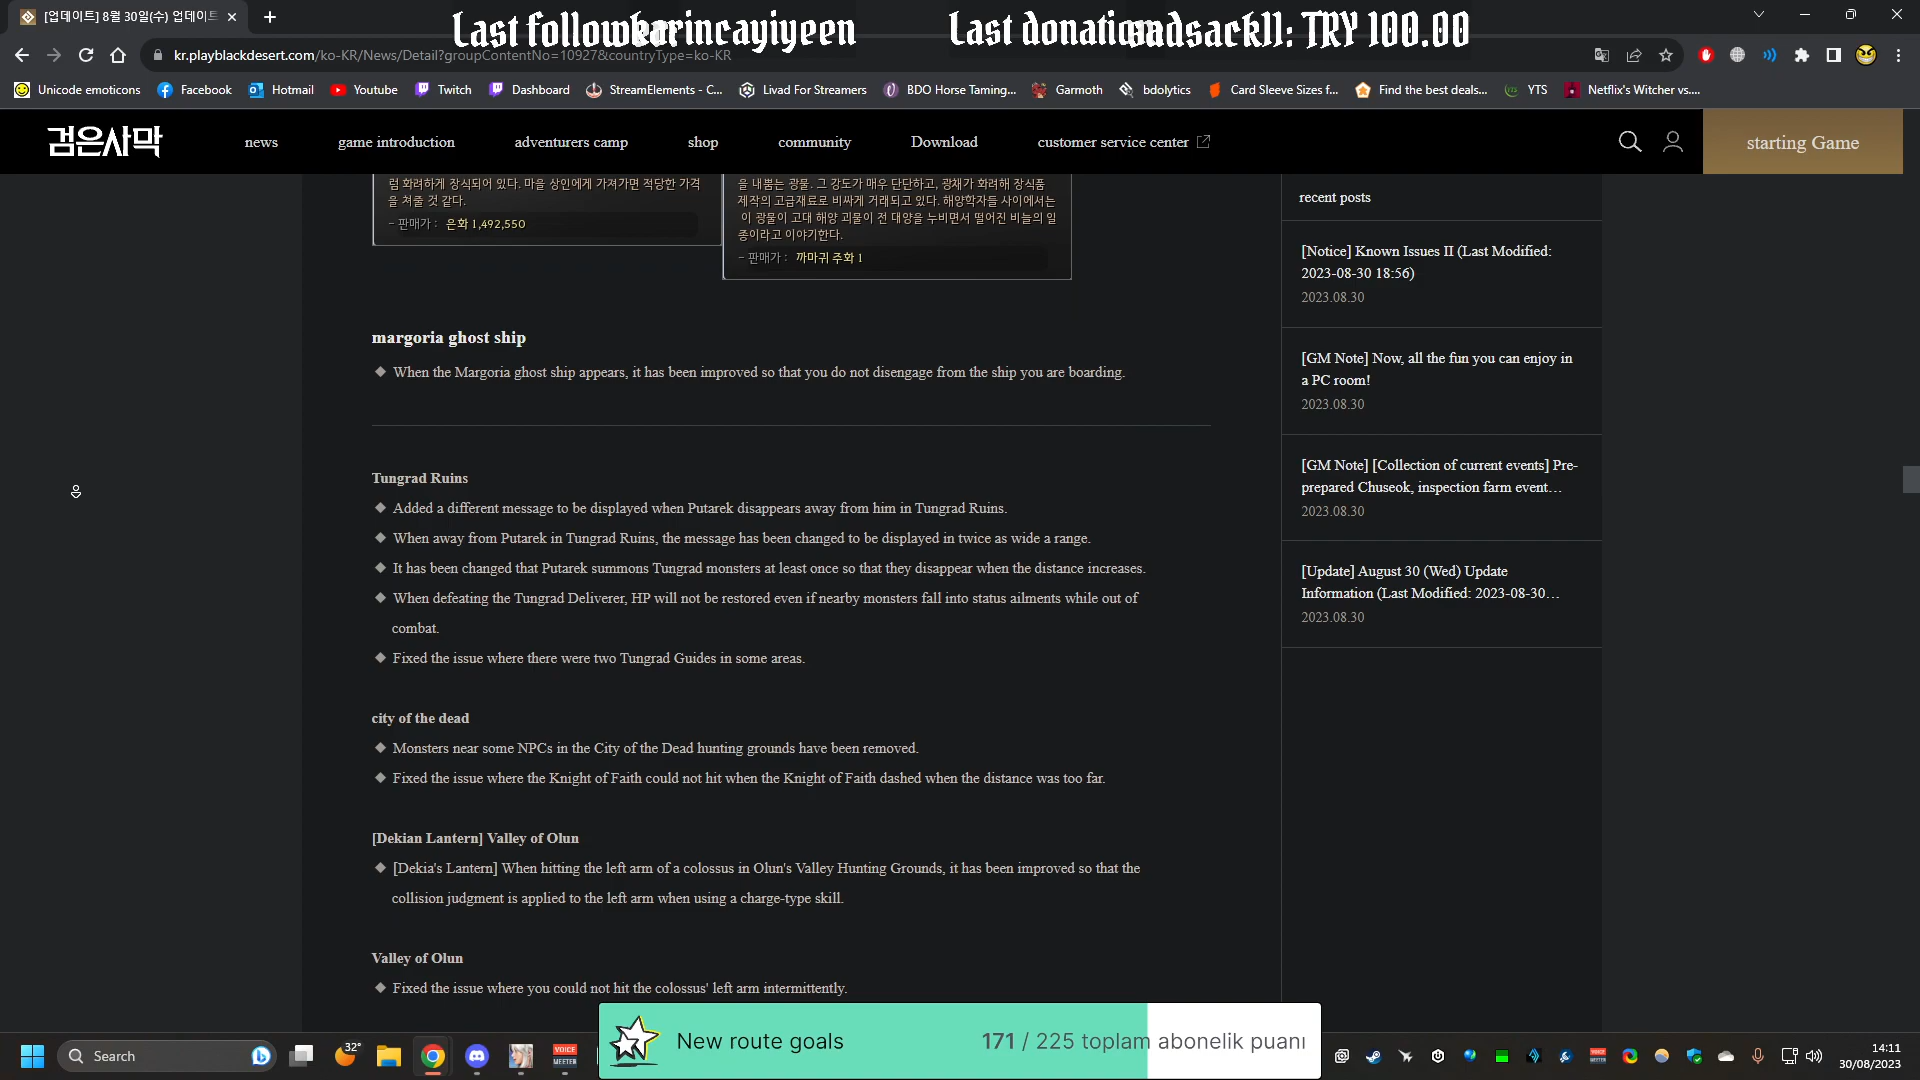 [업데이트] 8월 30일(수) 업데이트
Last follower
karincayiyeen
Last donation
sadsackll: TRY 100.00
kr.playblackdesert.com/ko-KR/News/Detail?groupContentNo=10927&countryType=ko-KR
Unicode emoticons
Facebook
Hotmail
Youtube
Twitch
Dashboard
StreamElements - C...
Livad For Streamers
BDO Horse Taming...
Garmoth
bdolytics
Card Sleeve Sizes f...
Find the best deals...
YTS
Netflix's Witcher vs....
검은사막
news
game introduction
adventurers camp
shop
community
Download
customer service center
starting Game
럼 화려하게 장식되어 있다. 마을 상인에게 가져가면 적당한 가격
을 쳐줄 것 같다.
- 판매가 : 은화 1,492,550
을 내뿜는 광물. 그 강도가 매우 단단하고, 광채가 화려해 장식품
제작의 고급재료로 비싸게 거래되고 있다. 해양학자들 사이에서는
이 광물이 고대 해양 괴물이 전 대양을 누비면서 떨어진 비늘의 일
종이라고 이야기한다.
- 판매가 : 까마귀 주화 1
margoria ghost ship
◆ When the Margoria ghost ship appears, it has been improved so that you do not disengage from the ship you are boarding.
Tungrad Ruins
◆ Added a different message to be displayed when Putarek disappears away from him in Tungrad Ruins.
◆ When away from Putarek in Tungrad Ruins, the message has been changed to be displayed in twice as wide a range.
◆ It has been changed that Putarek summons Tungrad monsters at least once so that they disappear when the distance increases.
◆ When defeating the Tungrad Deliverer, HP will not be restored even if nearby monsters fall into status ailments while out of
combat.
◆ Fixed the issue where there were two Tungrad Guides in some areas.
city of the dead
◆ Monsters near some NPCs in the City of the Dead hunting grounds have been removed.
◆ Fixed the issue where the Knight of Faith could not hit when the Knight of Faith dashed when the distance was too far.
[Dekian Lantern] Valley of Olun
◆ [Dekia's Lantern] When hitting the left arm of a colossus in Olun's Valley Hunting Grounds, it has been improved so that the
collision judgment is applied to the left arm when using a charge-type skill.
Valley of Olun
◆ Fixed the issue where you could not hit the colossus' left arm intermittently.
recent posts
[Notice] Known Issues II (Last Modified:
2023-08-30 18:56)
2023.08.30
[GM Note] Now, all the fun you can enjoy in
a PC room!
2023.08.30
[GM Note] [Collection of current events] Pre-
prepared Chuseok, inspection farm event...
2023.08.30
[Update] August 30 (Wed) Update
Information (Last Modified: 2023-08-30...
2023.08.30
New route goals
171 / 225 toplam abonelik puanı
Search
32°
VOICE
MEETER
14:11
30/08/2023